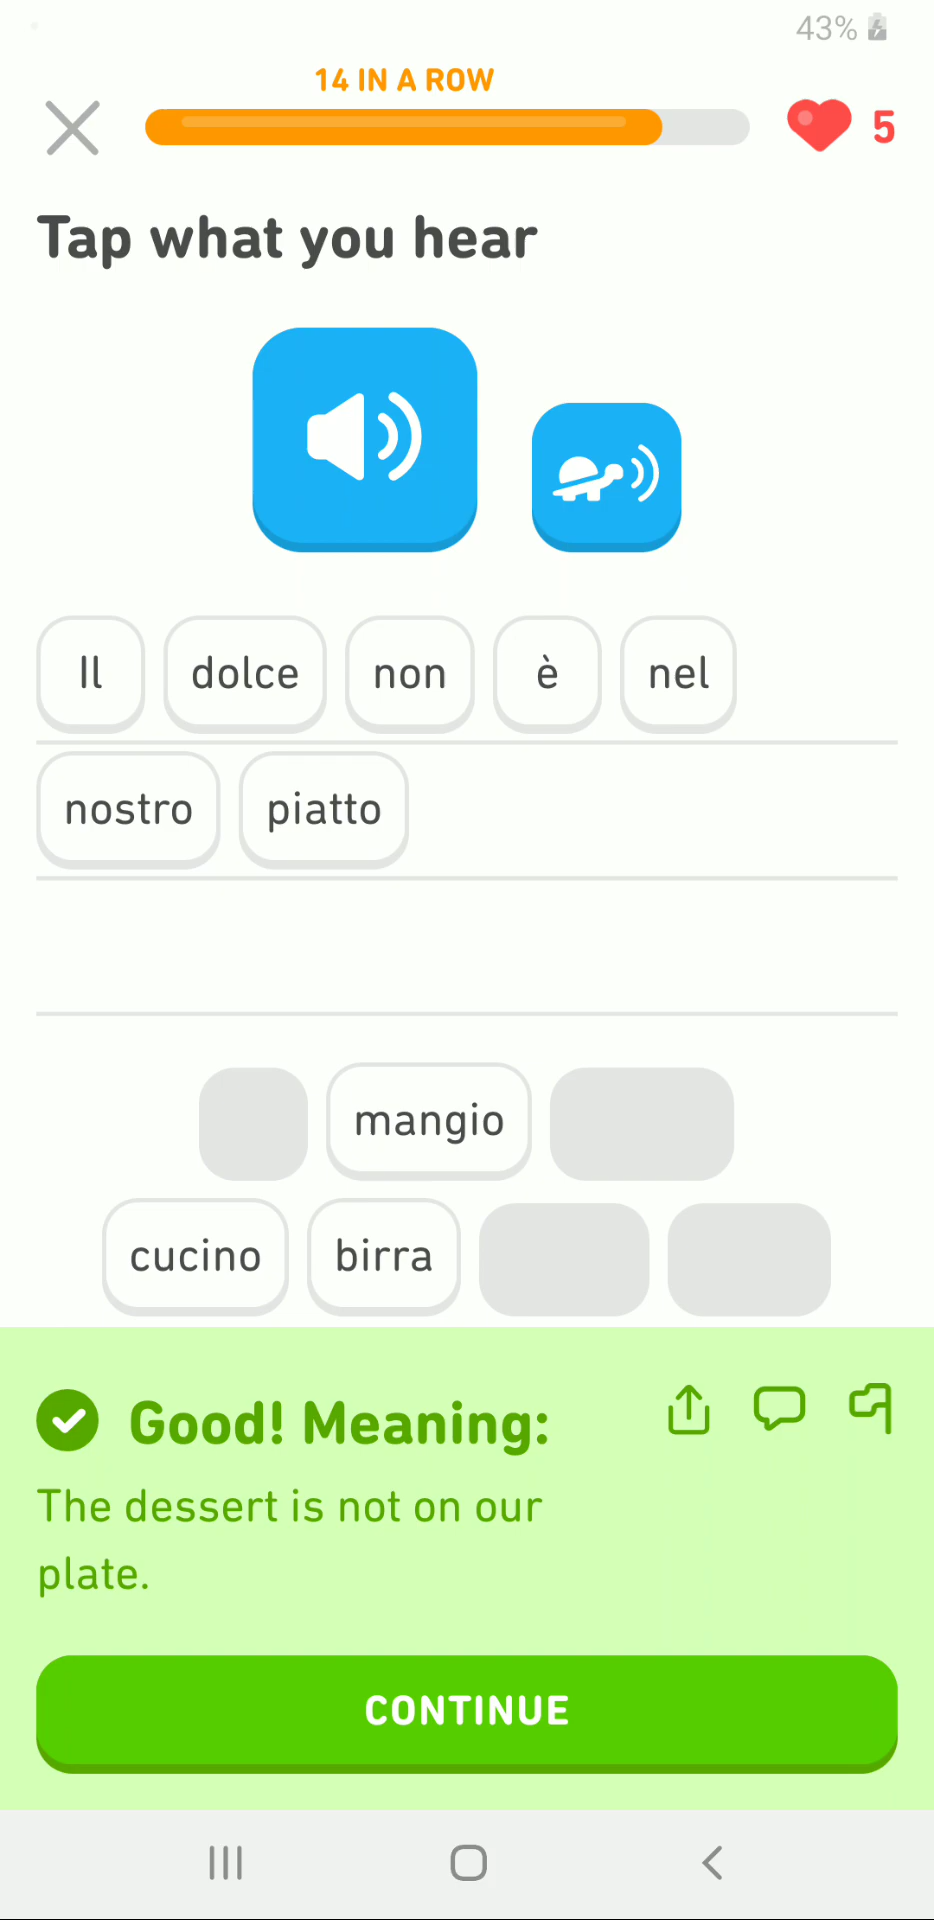 43%
14 IN A ROW
5
Tap what you hear
Il dolce non è nel
nostro piatto
mangio
cucino birra
Good! Meaning:
The dessert is not on our
plate.
CONTINUE